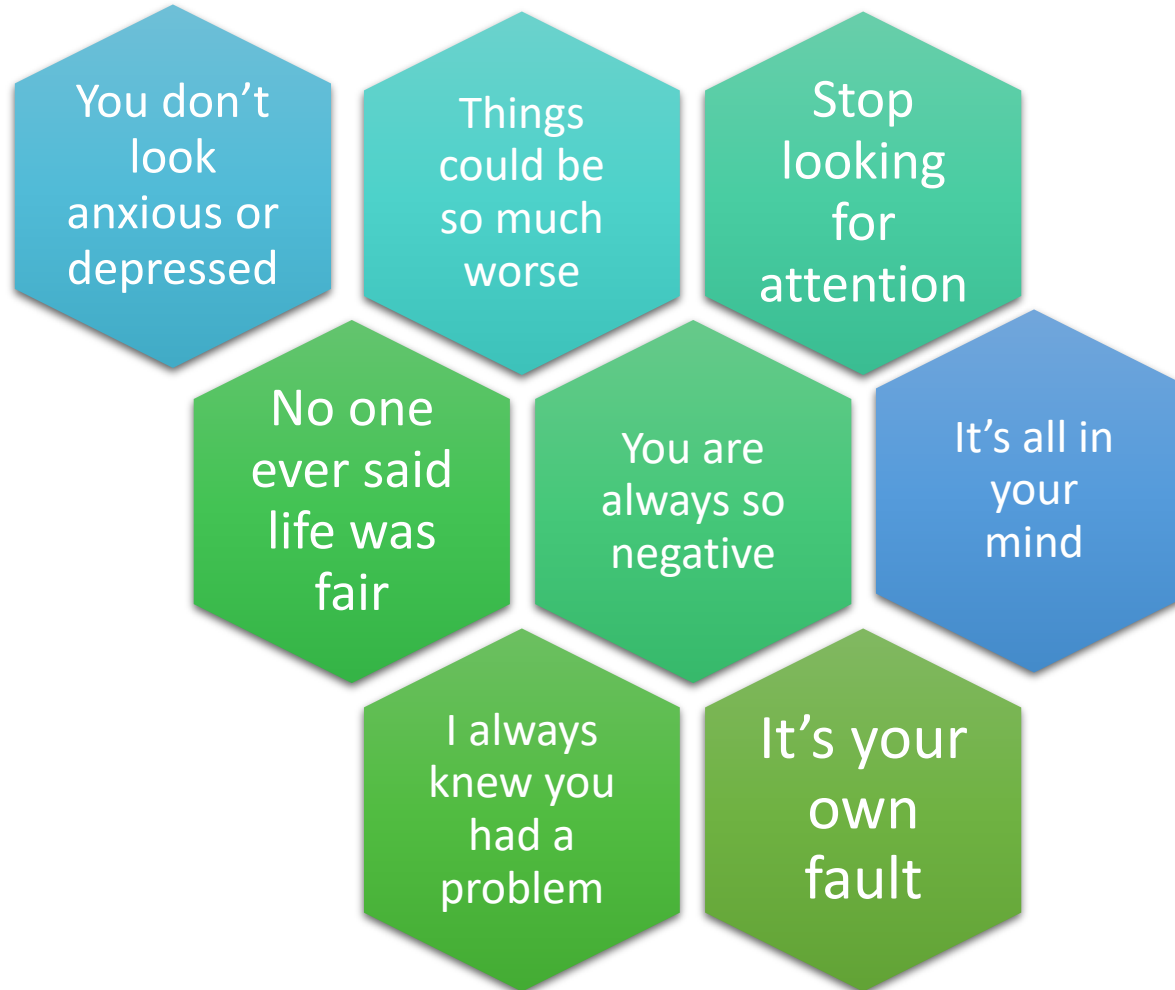 You don’t
look
anxious or
depressed
Things
could be
so much
worse
Stop
looking
for
attention
No one
ever said
life was
fair
You are
always so
negative
It’s all in
your
mind
I always
knew you
had a
problem
It’s your
own
fault